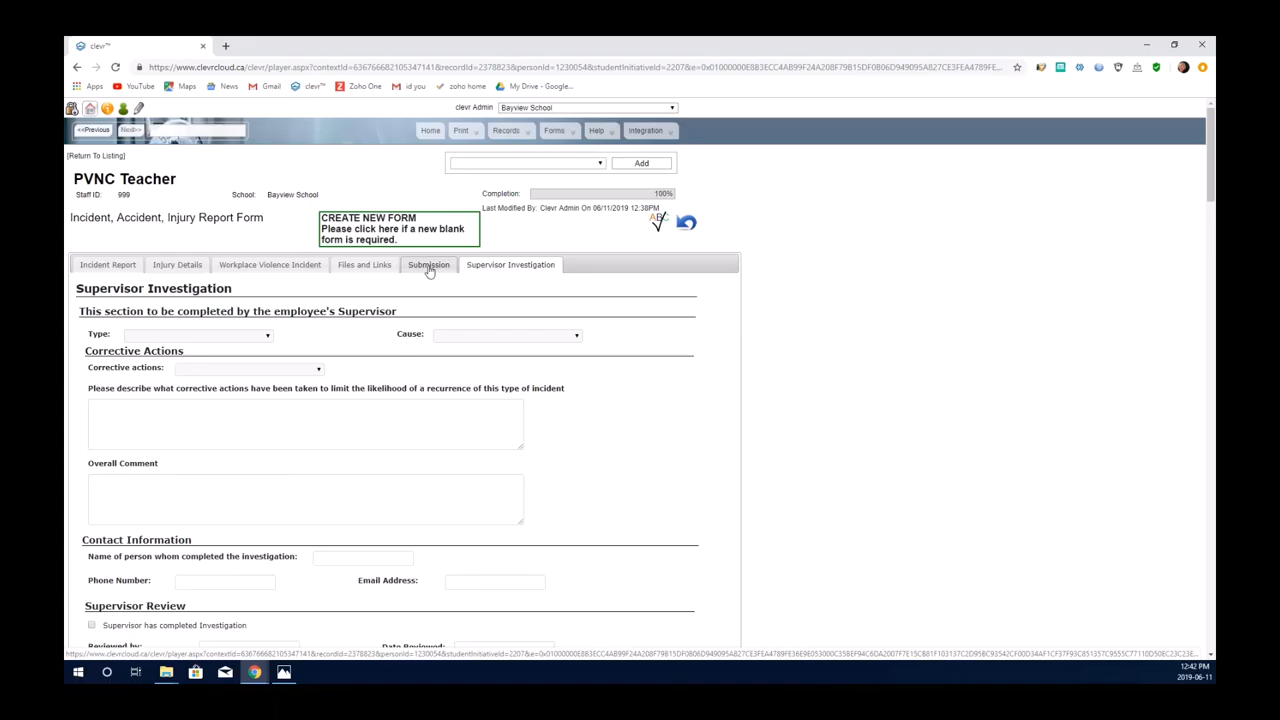 clevr™
https://www.clevrcloud.ca/clevr/player.aspx?contextId=636766682105347141&recordId=2378823&personId=1230054&studentInitiativeId=2207&e=
Apps YouTube Maps News Gmail clevr™ Zoho One id you zoho home My Drive - Google...
clevr Admin Bayview School
<<Previous Next>> Home Print Records Forms Help Integration
[Return To Listing]
Add
PVNC Teacher
Staff ID: 999 School: Bayview School Completion: 100%
Last Modified By: Clevr Admin On 06/11/2019 12:38PM
Incident, Accident, Injury Report Form
CREATE NEW FORM
Please click here if a new blank
form is required.
ABC
Incident Report Injury Details Workplace Violence Incident Files and Links Submission Supervisor Investigation
Supervisor Investigation
This section to be completed by the employee's Supervisor
Type: Cause:
Corrective Actions
Corrective actions:
Please describe what corrective actions have been taken to limit the likelihood of a recurrence of this type of incident
Overall Comment
Contact Information
Name of person whom completed the investigation:
Phone Number: Email Address:
Supervisor Review
Supervisor has completed Investigation
Reviewed by: Date Reviewed:
12:42 PM
2019-06-11